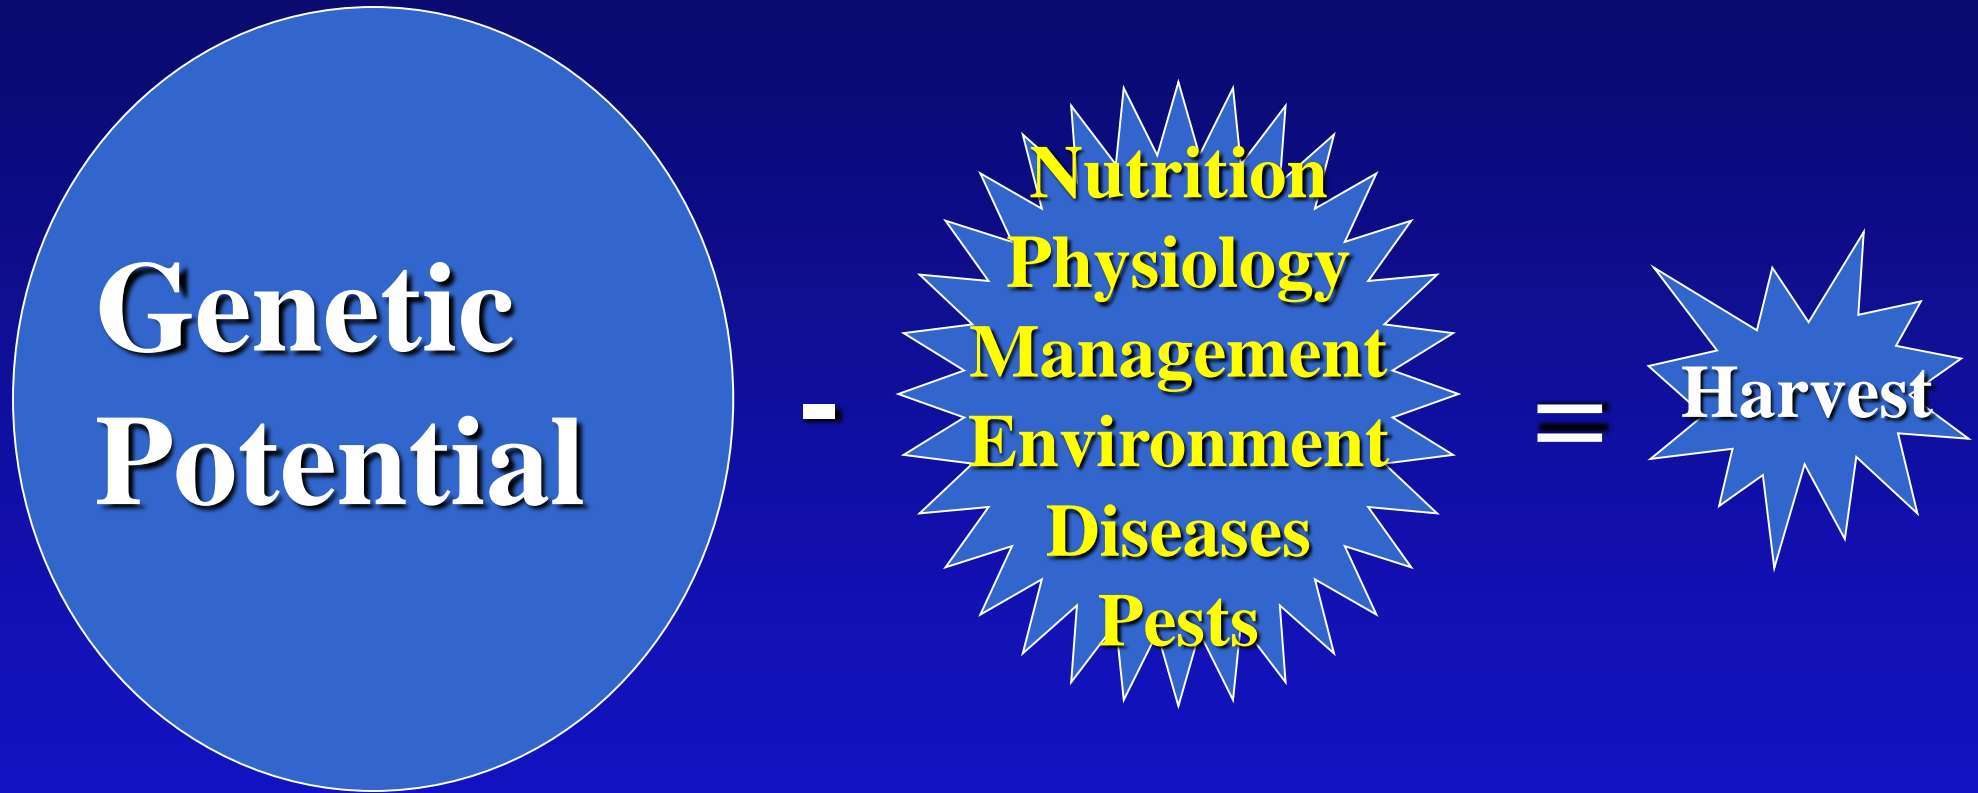 Genetic
Potential
-
Nutrition
Physiology
Management
Environment
Diseases
Pests
=
Harvest